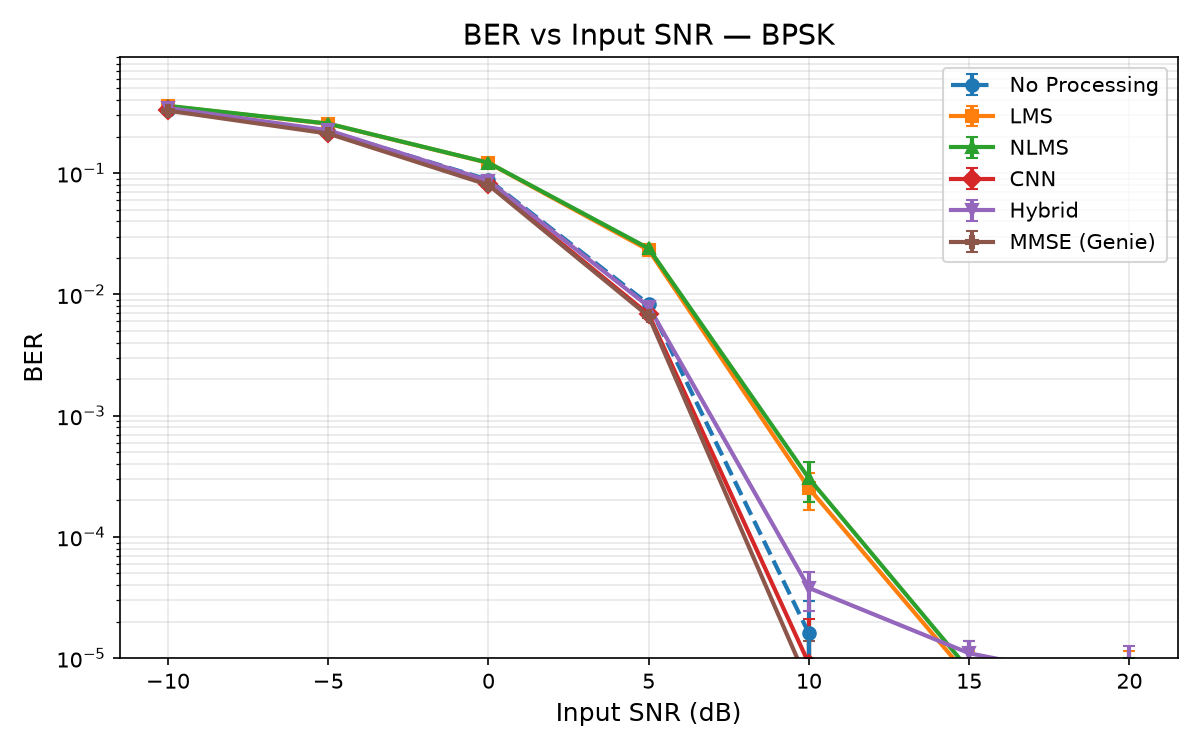 BER vs Input SNR — BPSK
No Processing
LMS
NLMS
CNN
Hybrid
MMSE (Genie)
BER
10⁻¹
10⁻²
10⁻³
10⁻⁴
10⁻⁵
−10 −5 0 5 10 15 20
Input SNR (dB)